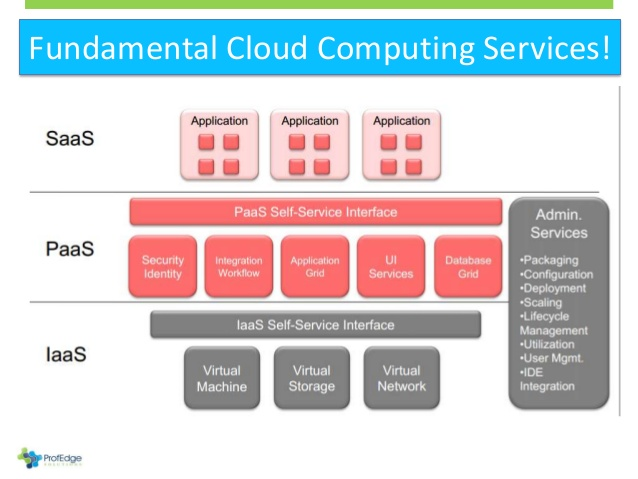 Fundamental Cloud Computing Services!
SaaS
Application
Application
Application
PaaS
PaaS Self-Service Interface
Security
Identity
Integration
Workflow
Application
Grid
UI
Services
Database
Grid
Admin.
Services
•Packaging
•Configuration
•Deployment
•Scaling
•Lifecycle
Management
•Utilization
•User Mgmt.
•IDE
Integration
IaaS
IaaS Self-Service Interface
Virtual
Machine
Virtual
Storage
Virtual
Network
ProfEdge
SOLUTIONS